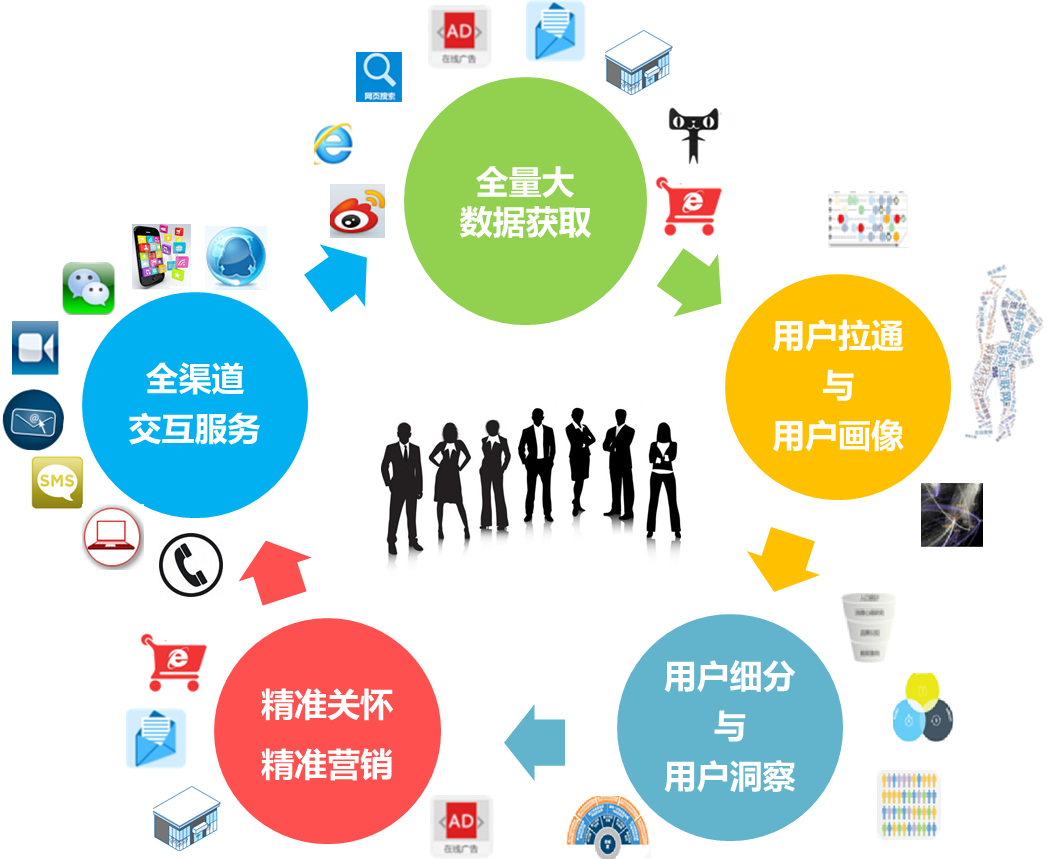 AD
在线广告
网页搜索
全量大
数据获取
用户拉通
与
用户画像
用户细分
与
用户洞察
AD
在线广告
精准关怀
精准营销
SMS
全渠道
交互服务